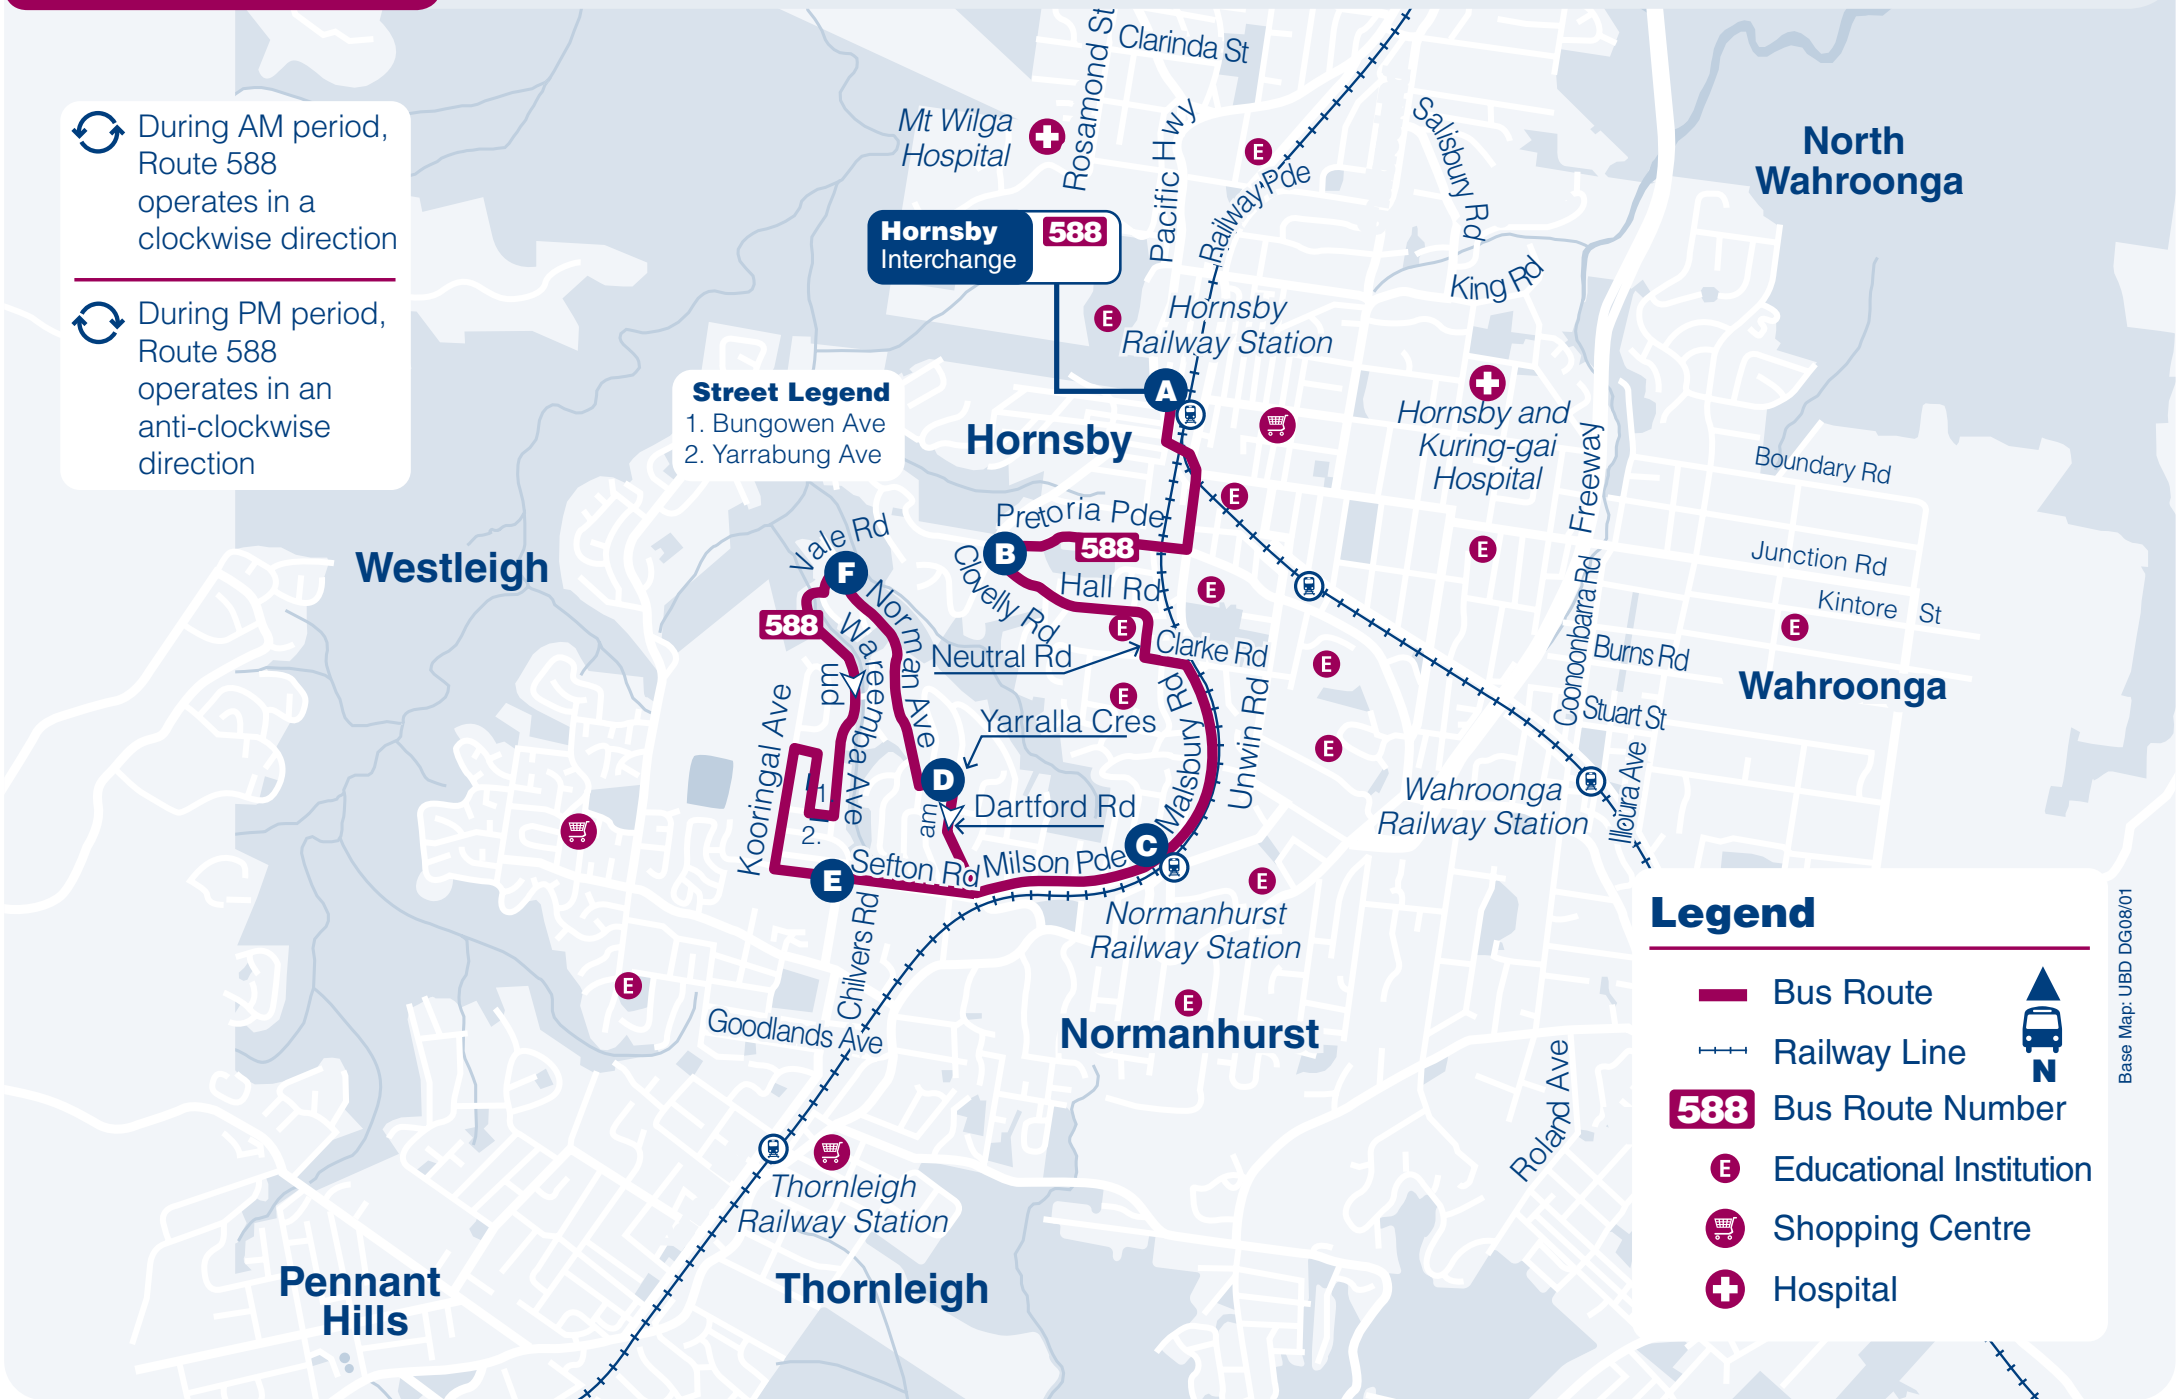 During AM period,
Route 588
operates in a
clockwise direction
During PM period,
Route 588
operates in an
anti-clockwise
direction
Street Legend
1. Bungowen Ave
2. Yarrabung Ave
Clarinda St
Rosamond St
Mt Wilga
Hospital
Pacific Hwy
E
Railway Pde
Salisbury Rd
King Rd
North
Wahroonga
Hornsby
Interchange
588
E
Hornsby
Railway Station
A
Hornsby
Hornsby and
Kuring-gai
Hospital
Freeway
Boundary Rd
E
Pretoria Pde
588
B
Hall Rd
Clovelly Rd
E
E
E
Junction Rd
Kintore St
E
Coonoonbarra Rd
Burns Rd
Stuart St
Wahroonga
Westleigh
Vale Rd
F
588
Norman Ave
Wareemba Ave
pm
Neutral Rd
Clarke Rd
E
E
E
Malsbury Rd
Unwin Rd
Yarralla Cres
D
Dartford Rd
am
Kooringal Ave
1.
2.
E
Sefton Rd
Milson Pde
C
Illoura Ave
Wahroonga
Railway Station
E
Normanhurst
Railway Station
Chilvers Rd
E
Goodlands Ave
E
Normanhurst
Roland Ave
Thornleigh
Railway Station
Thornleigh
Pennant
Hills
Legend
Bus Route
Railway Line
N
588 Bus Route Number
E Educational Institution
Shopping Centre
Hospital
Base Map: UBD DG08/01